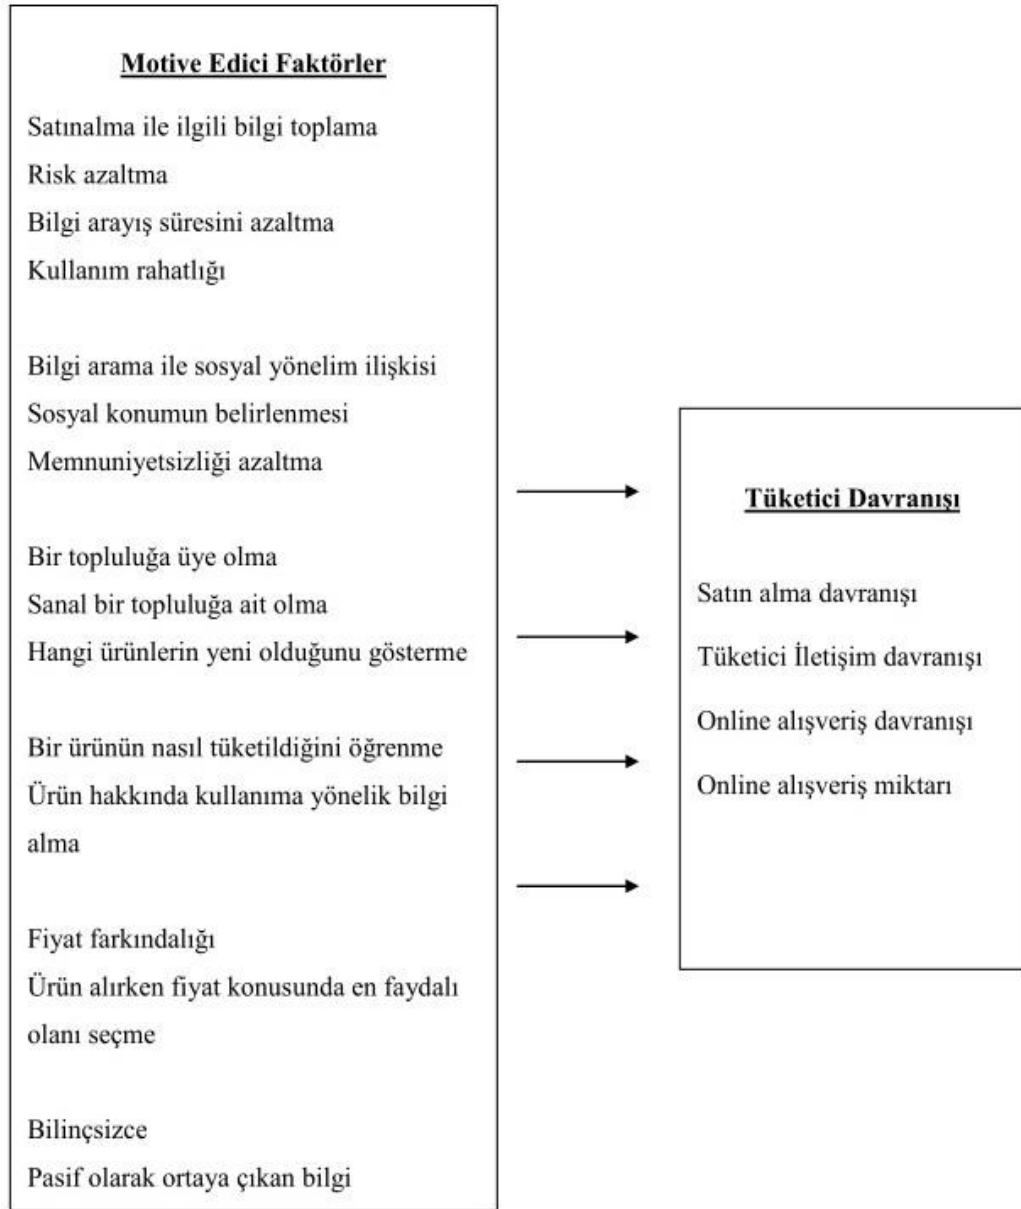 Motive Edici Faktörler
Satınalma ile ilgili bilgi toplama
Risk azaltma
Bilgi arayış süresini azaltma
Kullanım rahatlığı
Bilgi arama ile sosyal yönelim ilişkisi
Sosyal konumun belirlenmesi
Memnuniyetsizliği azaltma
Bir topluluğa üye olma
Sanal bir topluluğa ait olma
Hangi ürünlerin yeni olduğunu gösterme
Bir ürünün nasıl tüketildiğini öğrenme
Ürün hakkında kullanıma yönelik bilgi
alma
Fiyat farkındalığı
Ürün alırken fiyat konusunda en faydalı
olanı seçme
Bilinçsizce
Pasif olarak ortaya çıkan bilgi
Tüketici Davranışı
Satın alma davranışı
Tüketici İletişim davranışı
Online alışveriş davranışı
Online alışveriş miktarı